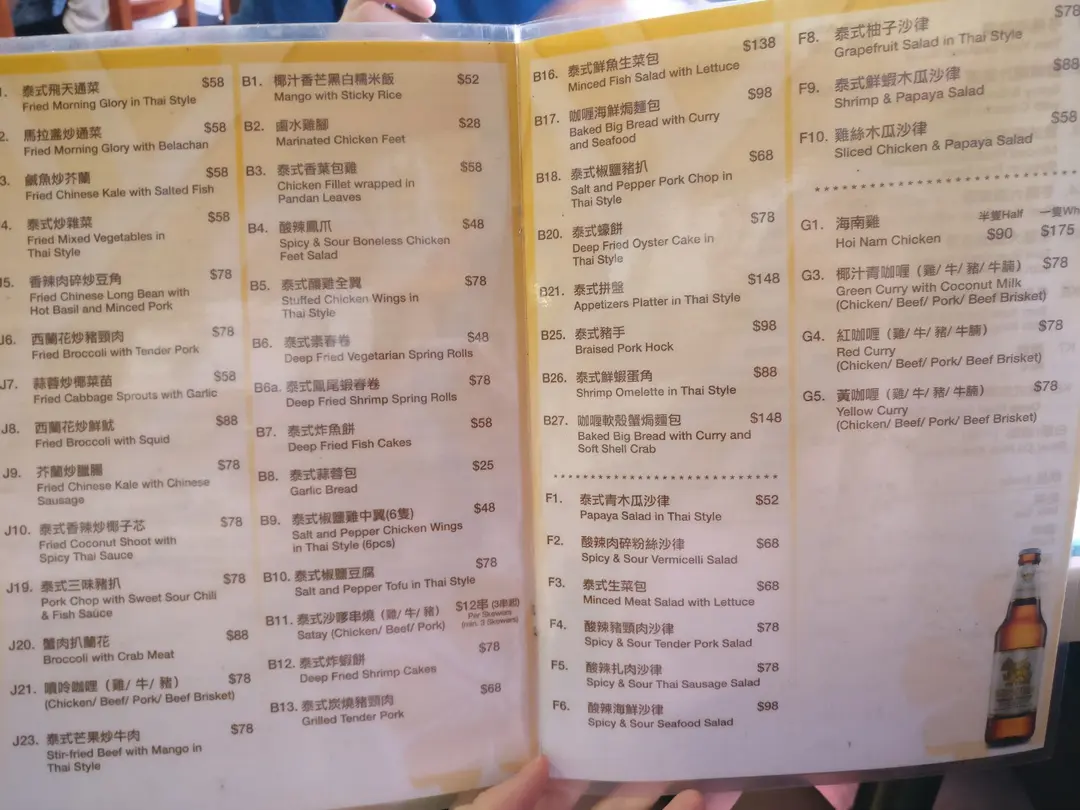 泰式飛天通菜 $58
Fried Morning Glory in Thai Style
2. 馬拉盞炒通菜 $58
Fried Morning Glory with Belachan
3. 鹹魚炒芥蘭 $58
Fried Chinese Kale with Salted Fish
4. 泰式炒雜菜 $58
Fried Mixed Vegetables in
Thai Style
J5. 香辣肉碎炒豆角 $78
Fried Chinese Long Bean with
Hot Basil and Minced Pork
J6. 西蘭花炒豬頸肉 $78
Fried Broccoli with Tender Pork
J7. 蒜蓉炒椰菜苗 $58
Fried Cabbage Sprouts with Garlic
J8. 西蘭花炒鮮魷 $88
Fried Broccoli with Squid
J9. 芥蘭炒臘腸 $78
Fried Chinese Kale with Chinese
Sausage
J10. 泰式香辣炒椰子芯 $78
Fried Coconut Shoot with
Spicy Thai Sauce
J19. 泰式三味豬扒 $78
Pork Chop with Sweet Sour Chili
& Fish Sauce
J20. 蟹肉扒蘭花 $88
Broccoli with Crab Meat
J21. 噴呤咖喱（雞/ 牛/ 豬） $78
(Chicken/ Beef/ Pork/ Beef Brisket)
J23. 泰式芒果炒牛肉 $78
Stir-fried Beef with Mango in
Thai Style
B1. 椰汁香芒黑白糯米飯 $52
Mango with Sticky Rice
B2. 鹵水雞腳 $28
Marinated Chicken Feet
B3. 泰式香葉包雞 $58
Chicken Fillet wrapped in
Pandan Leaves
B4. 酸辣鳳爪 $48
Spicy & Sour Boneless Chicken
Feet Salad
B5. 泰式釀雞全翼 $78
Stuffed Chicken Wings in
Thai Style
B6. 泰式素春卷 $48
Deep Fried Vegetarian Spring Rolls
B6a. 泰式鳳尾蝦春卷 $78
Deep Fried Shrimp Spring Rolls
B7. 泰式炸魚餅 $58
Deep Fried Fish Cakes
B8. 泰式蒜蓉包 $25
Garlic Bread
B9. 泰式椒鹽雞中翼(6隻) $48
Salt and Pepper Chicken Wings
in Thai Style (6pcs)
B10. 泰式椒鹽豆腐 $78
Salt and Pepper Tofu in Thai Style
B11. 泰式沙嗲串燒（雞/ 牛/ 豬） $12串 (3串起)
Satay (Chicken/ Beef/ Pork) Per Skewers
(min. 3 Skewers)
B12. 泰式炸蝦餅 $78
Deep Fried Shrimp Cakes
B13. 泰式炭燒豬頸肉 $68
Grilled Tender Pork
B16. 泰式鮮魚生菜包 $138
Minced Fish Salad with Lettuce
B17. 咖喱海鮮焗麵包 $98
Baked Big Bread with Curry
and Seafood
B18. 泰式椒鹽豬扒 $68
Salt and Pepper Pork Chop in
Thai Style
B20. 泰式蠔餅 $78
Deep Fried Oyster Cake in
Thai Style
B21. 泰式拼盤 $148
Appetizers Platter in Thai Style
B25. 泰式豬手 $98
Braised Pork Hock
B26. 泰式鮮蝦蛋角 $88
Shrimp Omelette in Thai Style
B27. 咖喱軟殼蟹焗麵包 $148
Baked Big Bread with Curry and
Soft Shell Crab
F1. 泰式青木瓜沙律 $52
Papaya Salad in Thai Style
F2. 酸辣肉碎粉絲沙律 $68
Spicy & Sour Vermicelli Salad
F3. 泰式生菜包 $68
Minced Meat Salad with Lettuce
F4. 酸辣豬頸肉沙律 $78
Spicy & Sour Tender Pork Salad
F5. 酸辣扎肉沙律 $78
Spicy & Sour Thai Sausage Salad
F6. 酸辣海鮮沙律 $98
Spicy & Sour Seafood Salad
F8. 泰式柚子沙律 $78
Grapefruit Salad in Thai Style
F9. 泰式鮮蝦木瓜沙律 $88
Shrimp & Papaya Salad
F10. 雞絲木瓜沙律 $58
Sliced Chicken & Papaya Salad
G1. 海南雞 半隻Half 一隻Wh
Hoi Nam Chicken $90 $175
G3. 椰汁青咖喱（雞/ 牛/ 豬/ 牛腩） $78
Green Curry with Coconut Milk
(Chicken/ Beef/ Pork/ Beef Brisket)
G4. 紅咖喱（雞/ 牛/ 豬/ 牛腩） $78
Red Curry
(Chicken/ Beef/ Pork/ Beef Brisket)
G5. 黃咖喱（雞/ 牛/ 豬/ 牛腩） $78
Yellow Curry
(Chicken/ Beef/ Pork/ Beef Brisket)